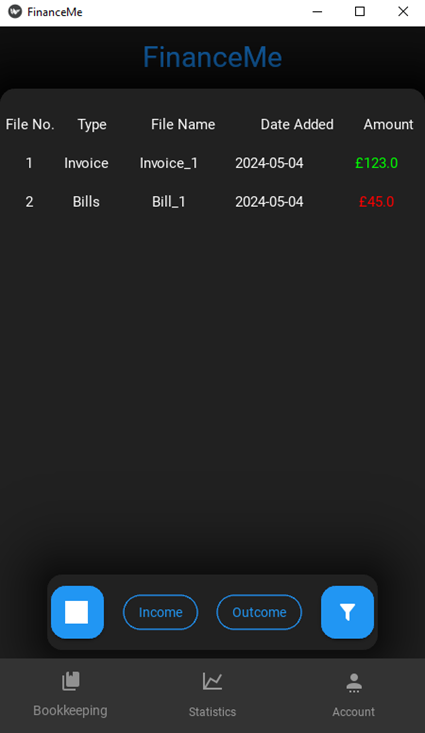 FinanceMe
FinanceMe
File No. Type File Name Date Added Amount
1 Invoice Invoice_1 2024-05-04 £123.0
2 Bills Bill_1 2024-05-04 £45.0
Income Outcome
Bookkeeping Statistics Account